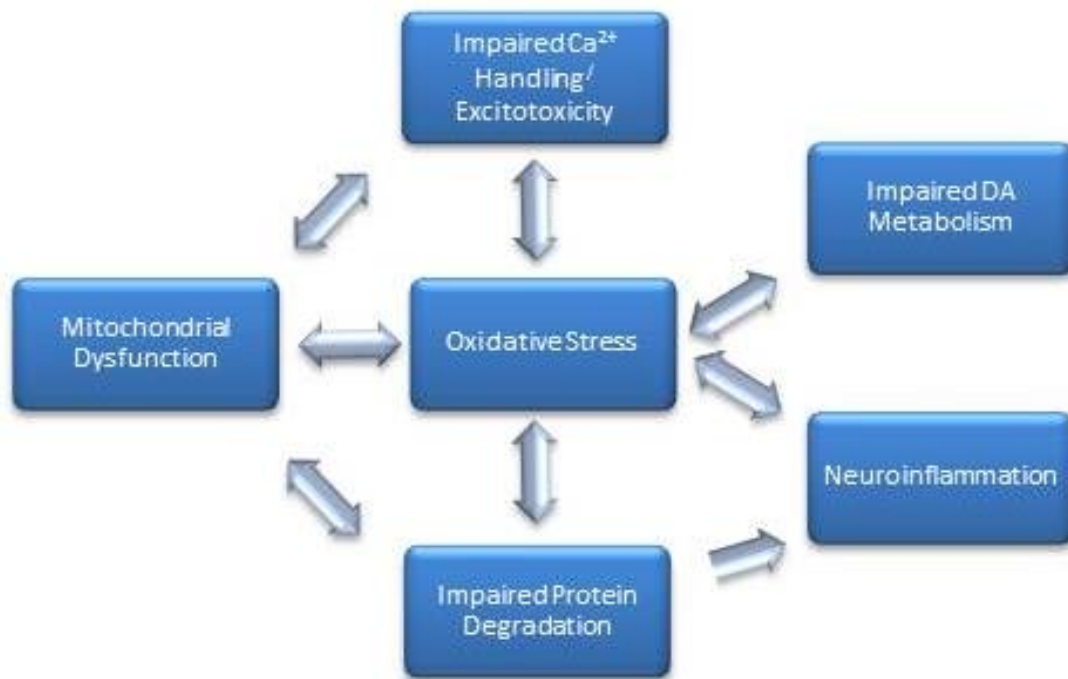 Impaired Ca²⁺
Handling/
Excitotoxicity
Impaired DA
Metabolism
Mitochondrial
Dysfunction
Oxidative Stress
Neuroinflammation
Impaired Protein
Degradation